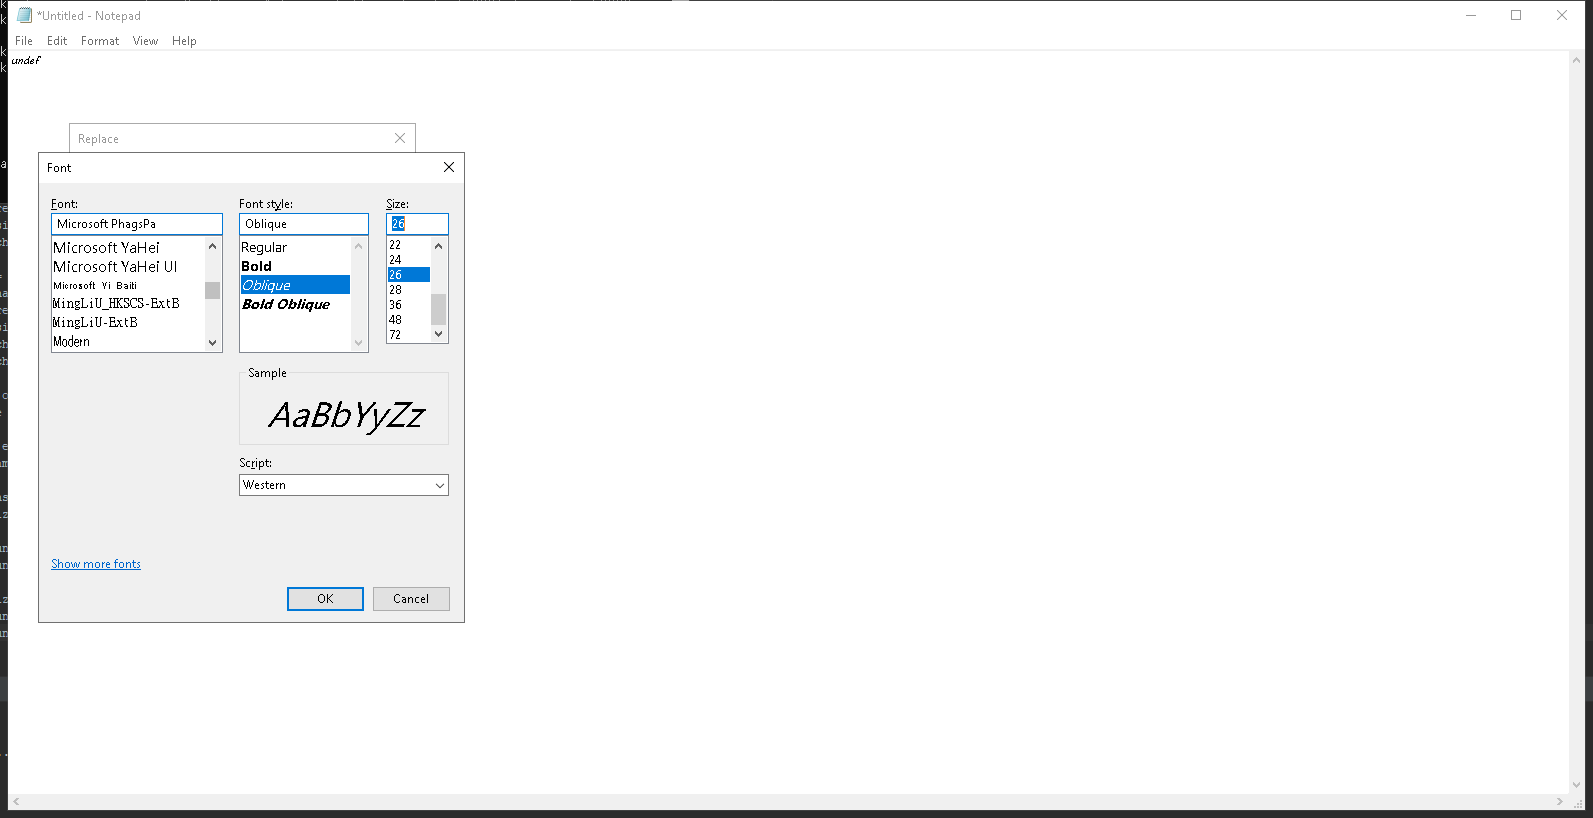 *Untitled - Notepad
File Edit Format View Help
undef
Replace
Font
Font: Font style: Size:
Microsoft PhagsPa Oblique 26
Microsoft YaHei
Microsoft YaHei UI
Microsoft Yi Baiti
MingLiU_HKSCS-ExtB
MingLiU-ExtB
Modern
Regular
Bold
Oblique
Bold Oblique
22
24
26
28
36
48
72
Sample
AaBbYyZz
Script:
Western
Show more fonts
OK Cancel